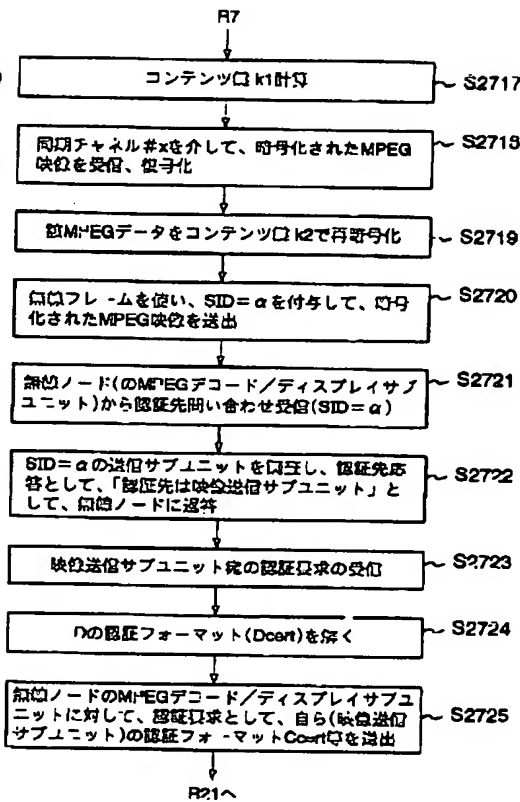 R7
コンテンツ鍵k1計算
S2717
同期チャネル#xを介して、暗号化されたMPEG
映像を受信、復号化
S2718
該MPEGデータをコンテンツ鍵k2で再暗号化
S2719
無線フレームを使い、SID=αを付与して、暗号
化されたMPEG映像を送出
S2720
無線ノード(のMPEGデコード/ディスプレイサブ
ユニット)から認証先問い合わせ受信(SID=α)
S2721
SID=αの送信サブユニットを調査し、認証先応
答として、「認証先は映像送信サブユニット」と
して、無線ノードに返答
S2722
映像送信サブユニット宛の認証要求の受信
S2723
Dの認証フォーマット(Dcert)を解く
S2724
無線ノードのMPEGデコード/ディスプレイサブユ
ニットに対して、認証要求として、自ら(映像送信
サブユニット)の認証フォーマットCcert等を送出
S2725
R21へ